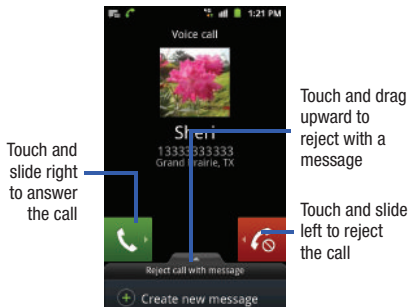 1:21 PM
Voice call
Sheri
13333333333
Grand Prairie, TX
Reject call with message
Create new message
Touch and
slide right
to answer
the call
Touch and drag
upward to
reject with a
message
Touch and slide
left to reject
the call